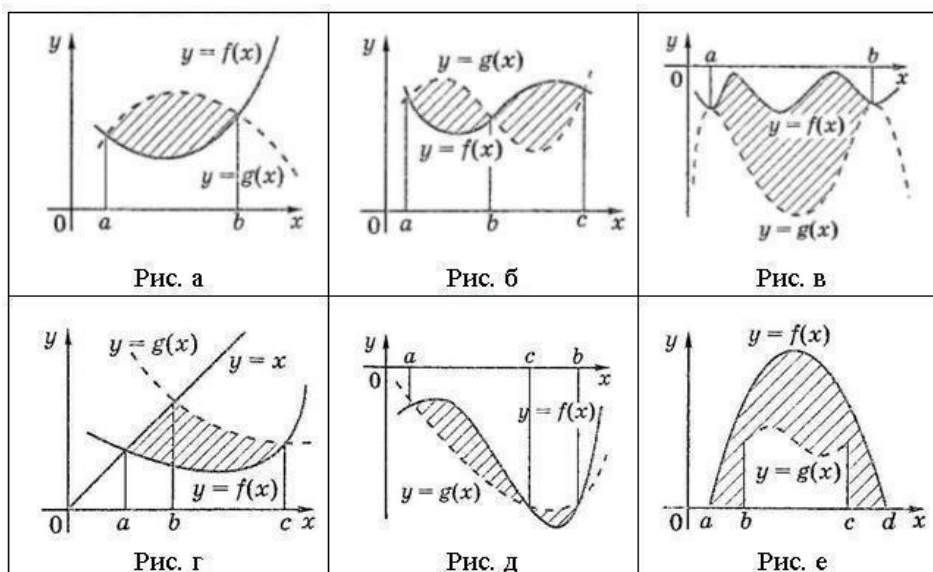 y
y = f(x)
y = g(x)
0
a
b
x
Рис. а
y
y = g(x)
y = f(x)
0
a
b
c
x
Рис. б
y
a
b
0
x
y = f(x)
y = g(x)
Рис. в
y
y = g(x)
y = x
y = f(x)
0
a
b
c
x
Рис. г
y
a
c
b
0
x
y = f(x)
y = g(x)
Рис. д
y
y = f(x)
y = g(x)
0
a
b
c
d
x
Рис. е